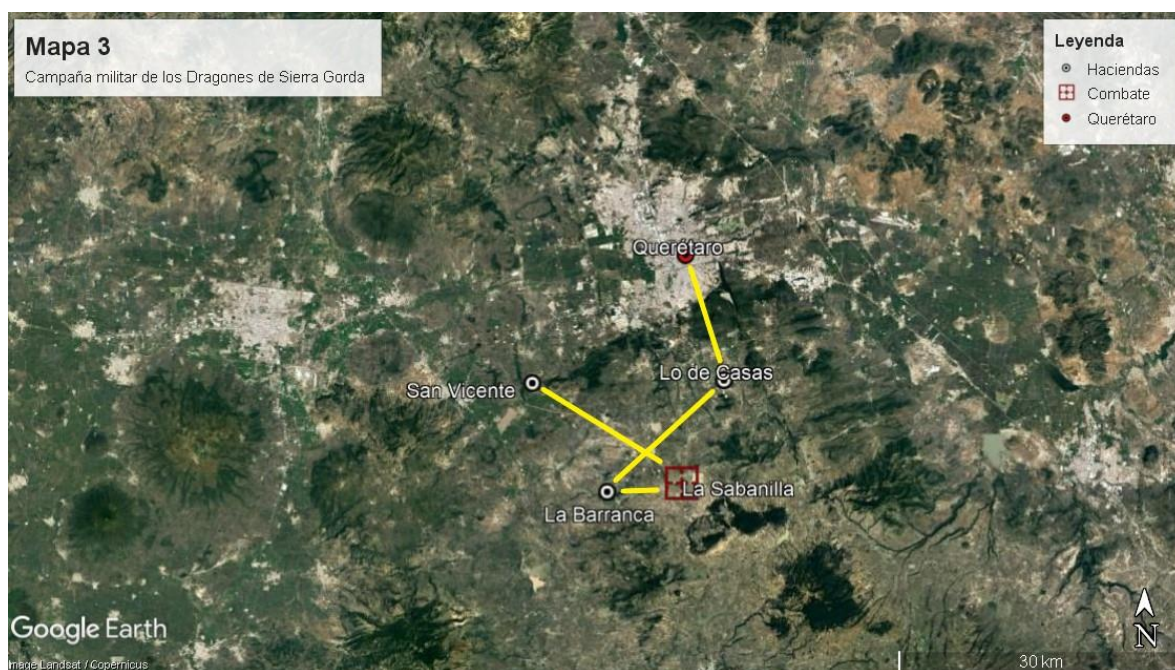 Mapa 3
Campaña militar de los Dragones de Sierra Gorda
Leyenda
Haciendas
Combate
Querétaro
Querétaro
Lo de Casas
San Vicente
La Sabanilla
La Barranca
Google Earth
Image Landsat / Copernicus
N
30 km